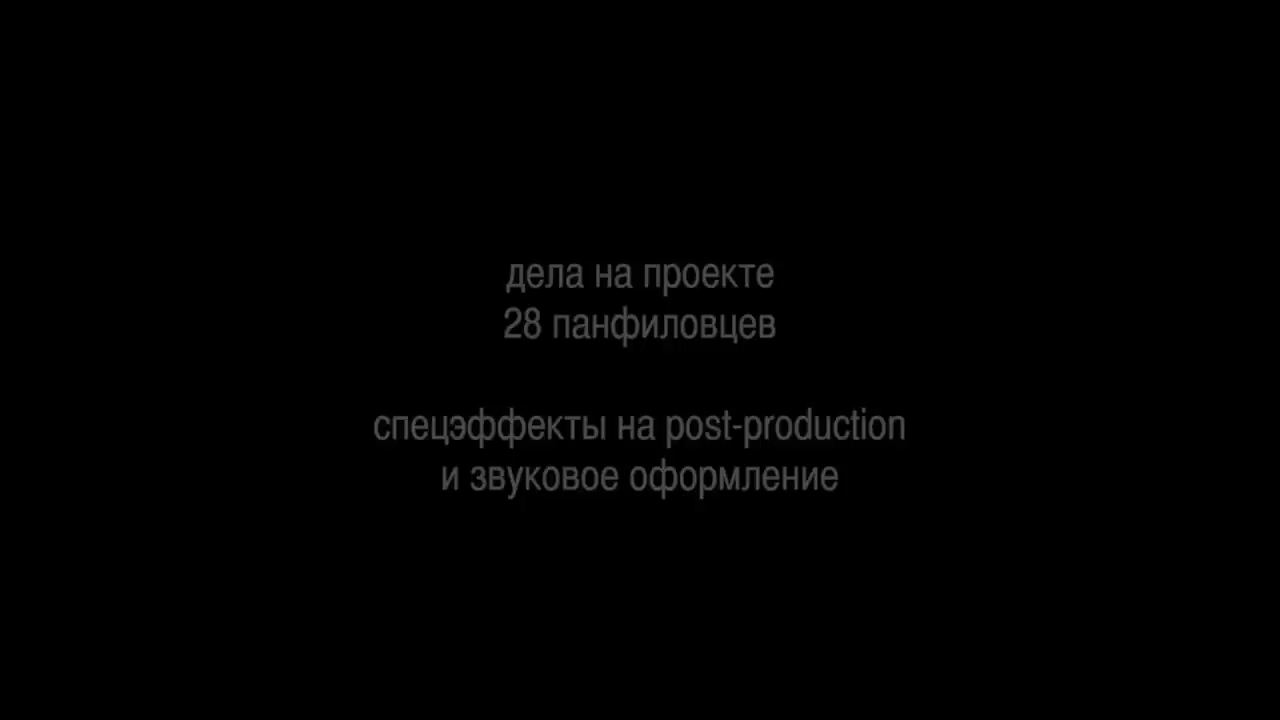 дела на проекте
28 панфиловцев
спецэффекты на post-production
и звуковое оформление